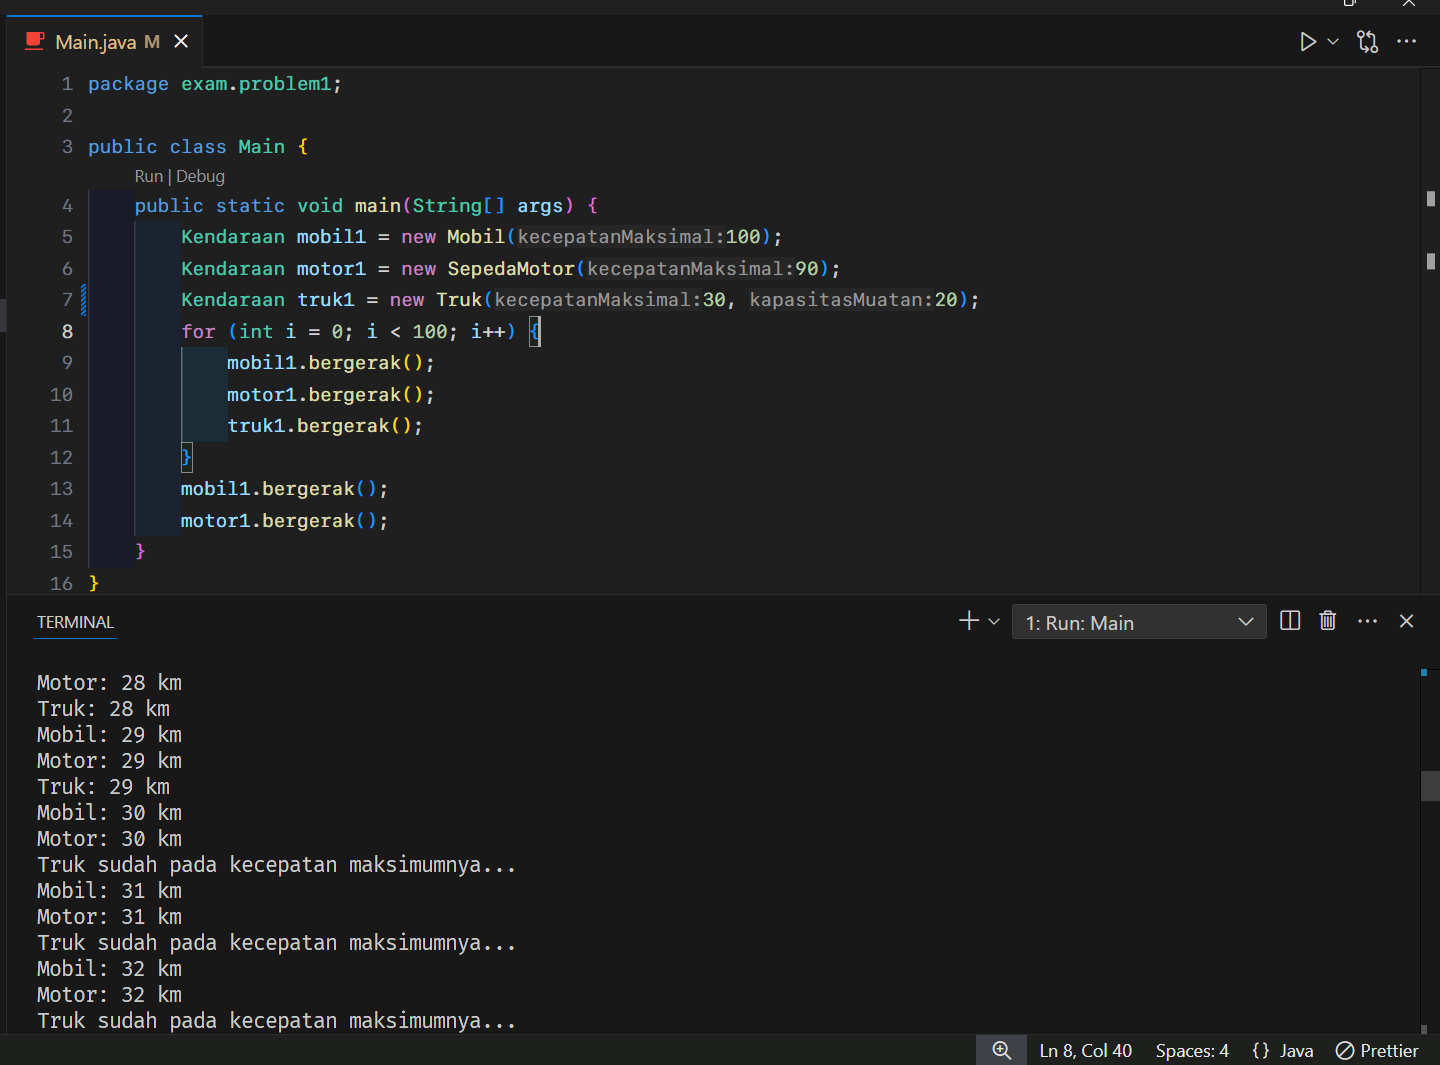 Main.java M
1 package exam.problem1;
2
3 public class Main {
Run | Debug
4 public static void main(String[] args) {
5 Kendaraan mobil1 = new Mobil(kecepatanMaksimal:100);
6 Kendaraan motor1 = new SepedaMotor(kecepatanMaksimal:90);
7 Kendaraan truk1 = new Truk(kecepatanMaksimal:30, kapasitasMuatan:20);
8 for (int i = 0; i < 100; i++) {
9 mobil1.bergerak();
10 motor1.bergerak();
11 truk1.bergerak();
12 }
13 mobil1.bergerak();
14 motor1.bergerak();
15 }
16 }
TERMINAL
1: Run: Main
Motor: 28 km
Truk: 28 km
Mobil: 29 km
Motor: 29 km
Truk: 29 km
Mobil: 30 km
Motor: 30 km
Truk sudah pada kecepatan maksimumnya...
Mobil: 31 km
Motor: 31 km
Truk sudah pada kecepatan maksimumnya...
Mobil: 32 km
Motor: 32 km
Truk sudah pada kecepatan maksimumnya...
Ln 8, Col 40 Spaces: 4 {} Java Prettier